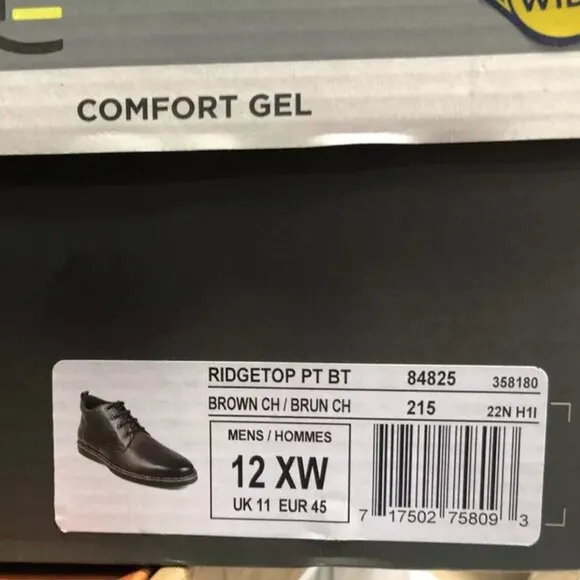 COMFORT GEL
RIDGETOP PT BT 84825 358180
BROWN CH / BRUN CH 215 22N H1I
MENS / HOMMES
12 XW
UK 11 EUR 45
7 17502 75809 3